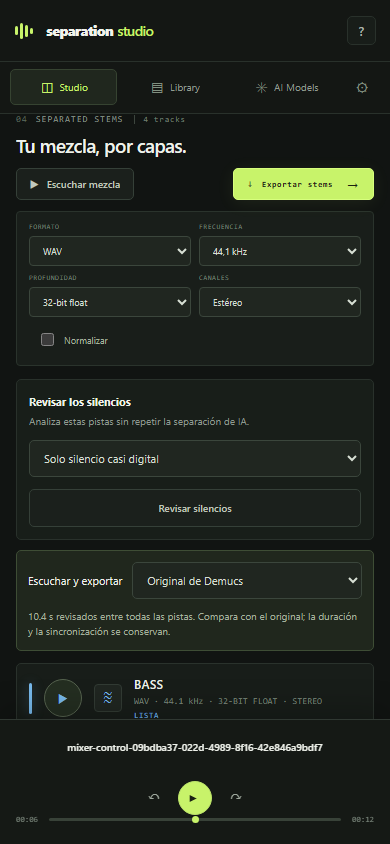 separation studio
?
Studio
Library
AI Models
04 SEPARATED STEMS | 4 tracks
Tu mezcla, por capas.
Escuchar mezcla
↓ Exportar stems →
FORMATO
FRECUENCIA
WAV
44,1 kHz
PROFUNDIDAD
CANALES
32-bit float
Estéreo
Normalizar
Revisar los silencios
Analiza estas pistas sin repetir la separación de IA.
Solo silencio casi digital
Revisar silencios
Escuchar y exportar
Original de Demucs
10.4 s revisados entre todas las pistas. Compara con el original; la duración
y la sincronización se conservan.
BASS
WAV · 44.1 kHz · 32-BIT FLOAT · STEREO
LISTA
mixer-control-09bdba37-022d-4989-8f16-42e846a9bdf7
00:06
00:12